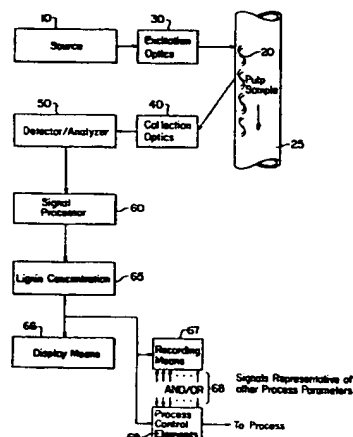 10
Source
30
Excitation Optics
20
Pulp Sample
25
50
Detector/Analyzer
40
Collection Optics
Signal Processor
60
Lignin Concentration
65
66
Display Means
67
Recording Means
AND/OR
68
Signals Representative of
other Process Parameters
Process
Control
Elements
To Process